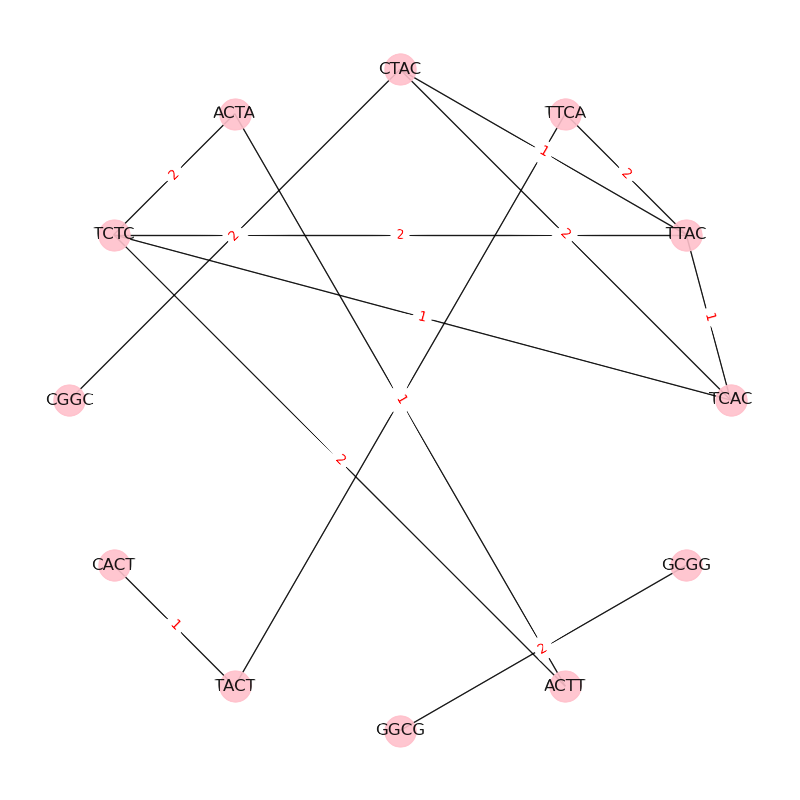 CTAC
ACTA
TTCA
1
2
2
TCTC
2
2
2
TTAC
1
1
CGGC
1
TCAC
2
CACT
GCGG
1
2
TACT
ACTT
GGCG